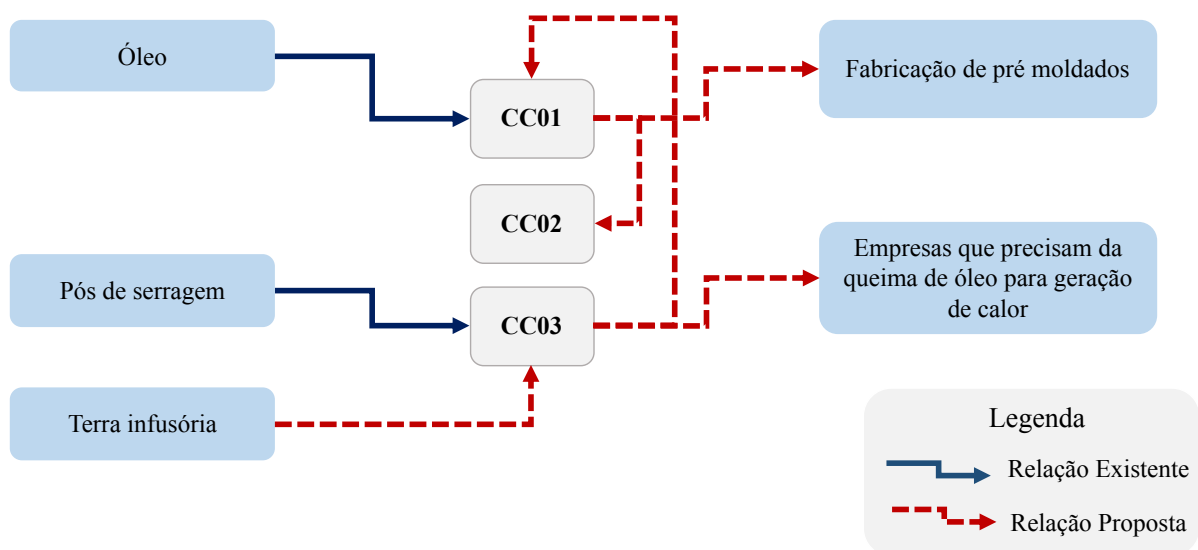 Óleo
CC01
Fabricação de pré moldados
CC02
Empresas que precisam da
queima de óleo para geração
de calor
Pós de serragem
CC03
Terra infusória
Legenda
Relação Existente
Relação Proposta